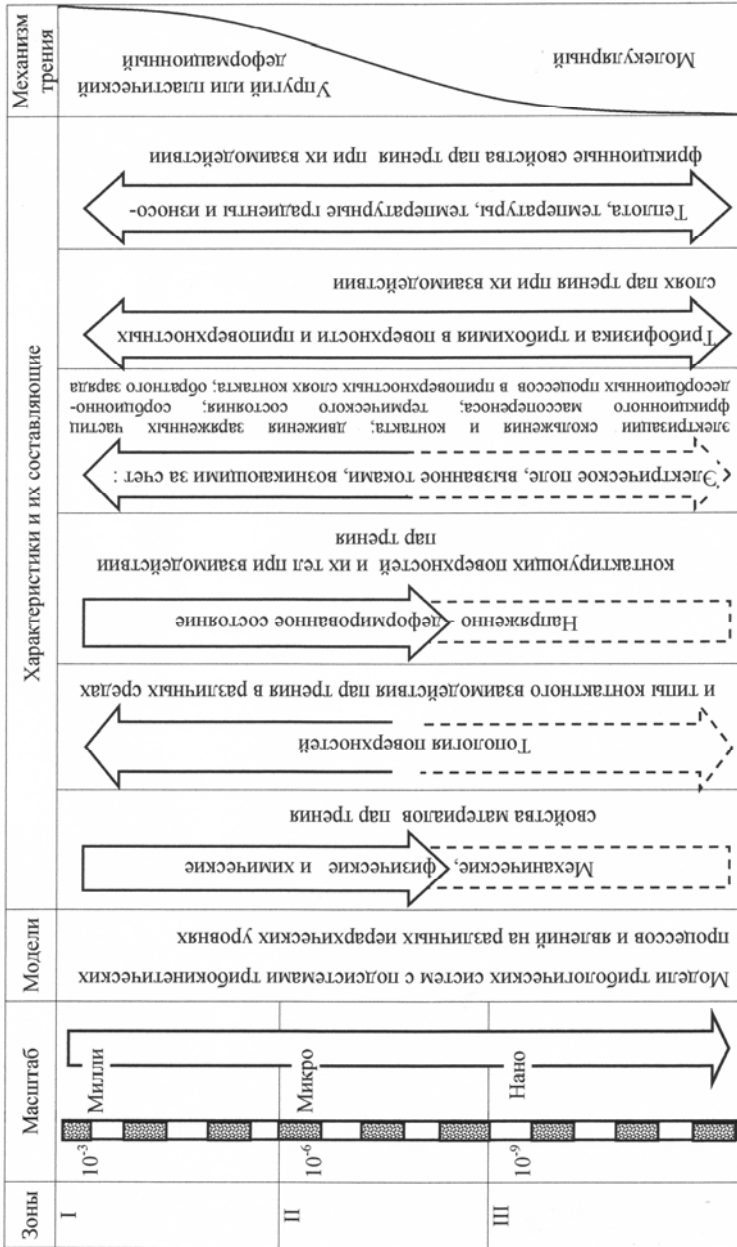 Зоны
Масштаб
Модели
Характеристики и их составляющие
Механизм
трения
I
II
III
10⁻³
Милли
10⁻⁶
Микро
10⁻⁹
Нано
Модели трибологических систем с подсистемами трибокинетических
процессов и явлений на различных иерархических уровнях
Механические, физические и химические
свойства материалов пар трения
Топология поверхностей
и типы контактного взаимодействия пар трения в различных средах
Напряженно - деформированное состояние
контактирующих поверхностей и их тел при взаимодействии
пар трения
Электрическое поле, вызванное токами, возникающими за счет :
электризации скольжения и контакта; движения заряженных частиц
фрикционного массопереноса; термического состояния; сорбционно-
десорбционных процессов в приповерхностных слоях контакта; обратного заряда
Трибофизика и трибохимия в поверхности и приповерхностных
слоях пар трения при их взаимодействии
Теплота, температуры, температурные градиенты и износо-
фрикционные свойства пар трения при их взаимодействии
Упругий или пластический
деформационный
Молекулярный